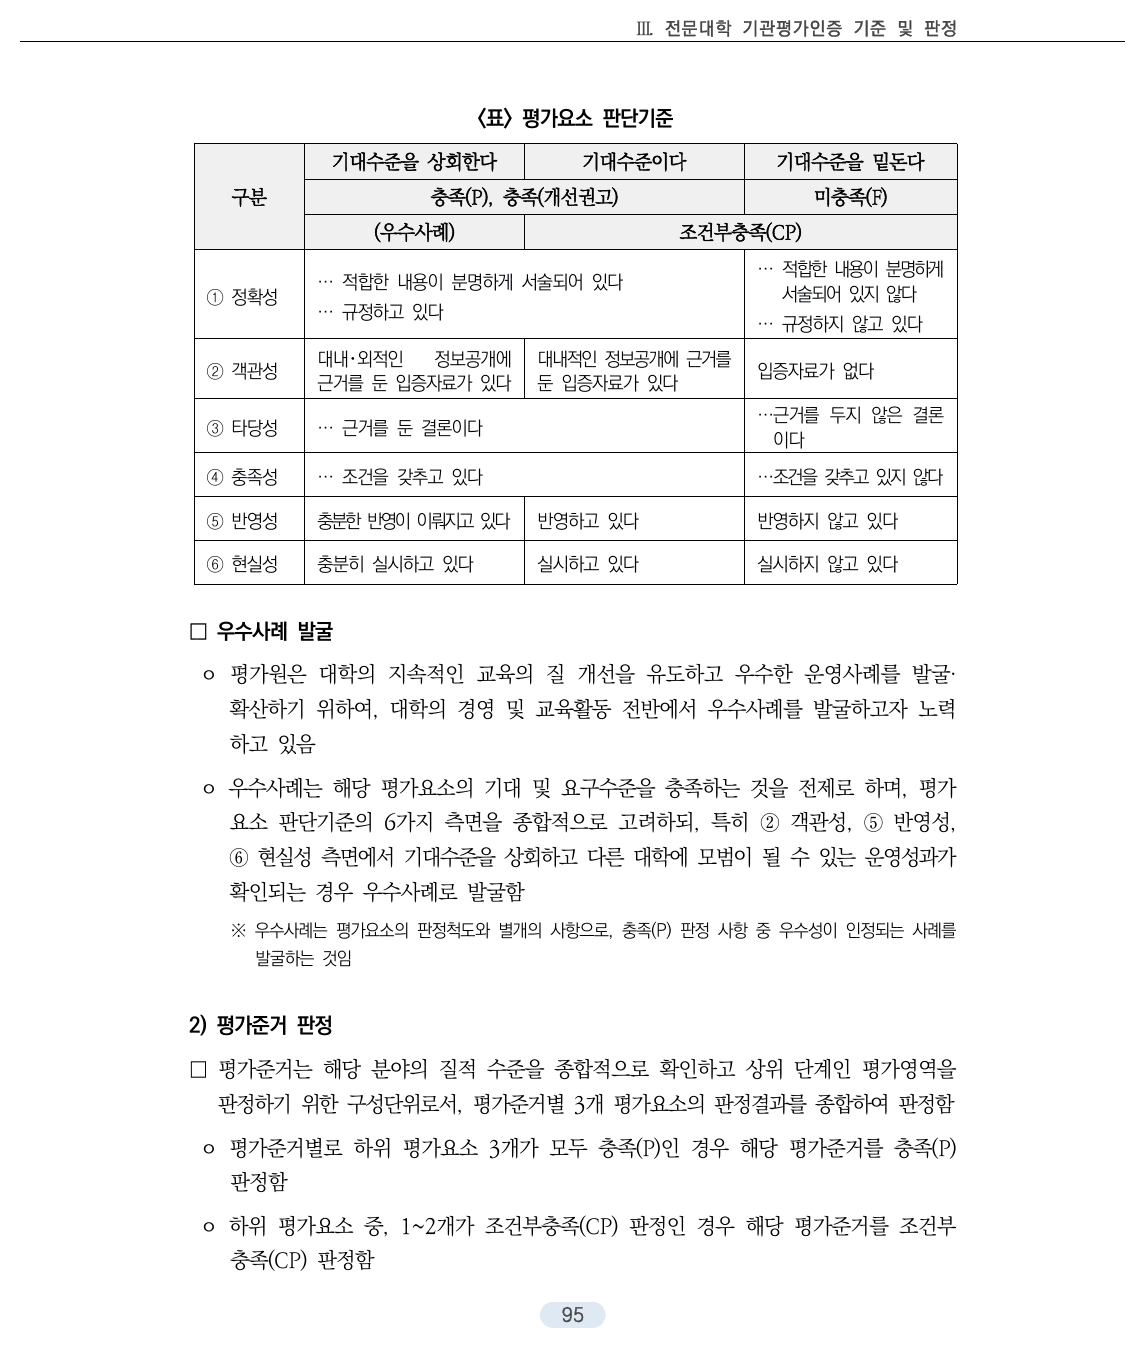 Ⅲ. 전문대학 기관평가인증 기준 및 판정
〈표〉 평가요소 판단기준
구분
기대수준을 상회한다
기대수준이다
기대수준을 밑돈다
충족(P), 충족(개선권고)
미충족(F)
(우수사례)
조건부충족(CP)
① 정확성
… 적합한 내용이 분명하게 서술되어 있다
… 규정하고 있다
… 적합한 내용이 분명하게
서술되어 있지 않다
… 규정하지 않고 있다
② 객관성
대내·외적인 정보공개에
근거를 둔 입증자료가 있다
대내적인 정보공개에 근거를
둔 입증자료가 있다
입증자료가 없다
③ 타당성
… 근거를 둔 결론이다
…근거를 두지 않은 결론
이다
④ 충족성
… 조건을 갖추고 있다
…조건을 갖추고 있지 않다
⑤ 반영성
충분한 반영이 이뤄지고 있다
반영하고 있다
반영하지 않고 있다
⑥ 현실성
충분히 실시하고 있다
실시하고 있다
실시하지 않고 있다
□ 우수사례 발굴
ㅇ 평가원은 대학의 지속적인 교육의 질 개선을 유도하고 우수한 운영사례를 발굴·
확산하기 위하여, 대학의 경영 및 교육활동 전반에서 우수사례를 발굴하고자 노력
하고 있음
ㅇ 우수사례는 해당 평가요소의 기대 및 요구수준을 충족하는 것을 전제로 하며, 평가
요소 판단기준의 6가지 측면을 종합적으로 고려하되, 특히 ② 객관성, ⑤ 반영성,
⑥ 현실성 측면에서 기대수준을 상회하고 다른 대학에 모범이 될 수 있는 운영성과가
확인되는 경우 우수사례로 발굴함
※ 우수사례는 평가요소의 판정척도와 별개의 사항으로, 충족(P) 판정 사항 중 우수성이 인정되는 사례를
발굴하는 것임
2) 평가준거 판정
□ 평가준거는 해당 분야의 질적 수준을 종합적으로 확인하고 상위 단계인 평가영역을
판정하기 위한 구성단위로서, 평가준거별 3개 평가요소의 판정결과를 종합하여 판정함
ㅇ 평가준거별로 하위 평가요소 3개가 모두 충족(P)인 경우 해당 평가준거를 충족(P)
판정함
ㅇ 하위 평가요소 중, 1~2개가 조건부충족(CP) 판정인 경우 해당 평가준거를 조건부
충족(CP) 판정함
95